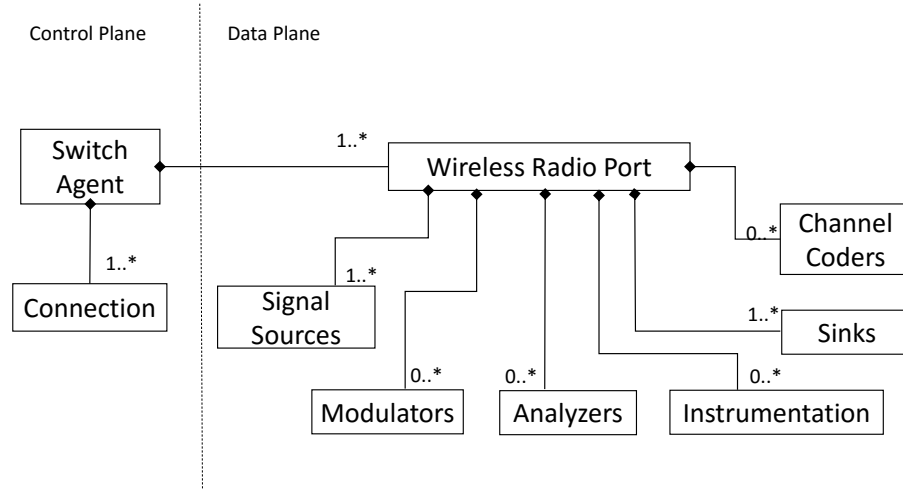 Control Plane
Data Plane
Switch
Agent
1..*
Wireless Radio Port
1..*
Connection
1..*
Signal
Sources
0..*
Channel
Coders
1..*
Sinks
0..*
Modulators
0..*
Analyzers
0..*
Instrumentation